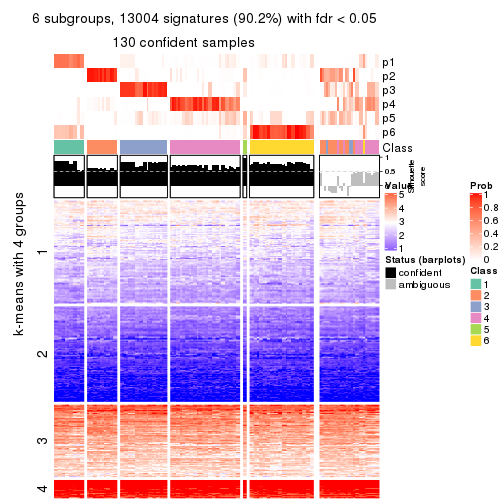 6 subgroups, 13004 signatures (90.2%) with fdr < 0.05
130 confident samples
p1
p2
p3
p4
p5
p6
Class
1
0.5
0
Silhouette
score
k-means with 4 groups
1
2
3
4
Value
5
4
3
2
1
Status (barplots)
confident
ambiguous
Prob
1
0.8
0.6
0.4
0.2
0
Class
1
2
3
4
5
6